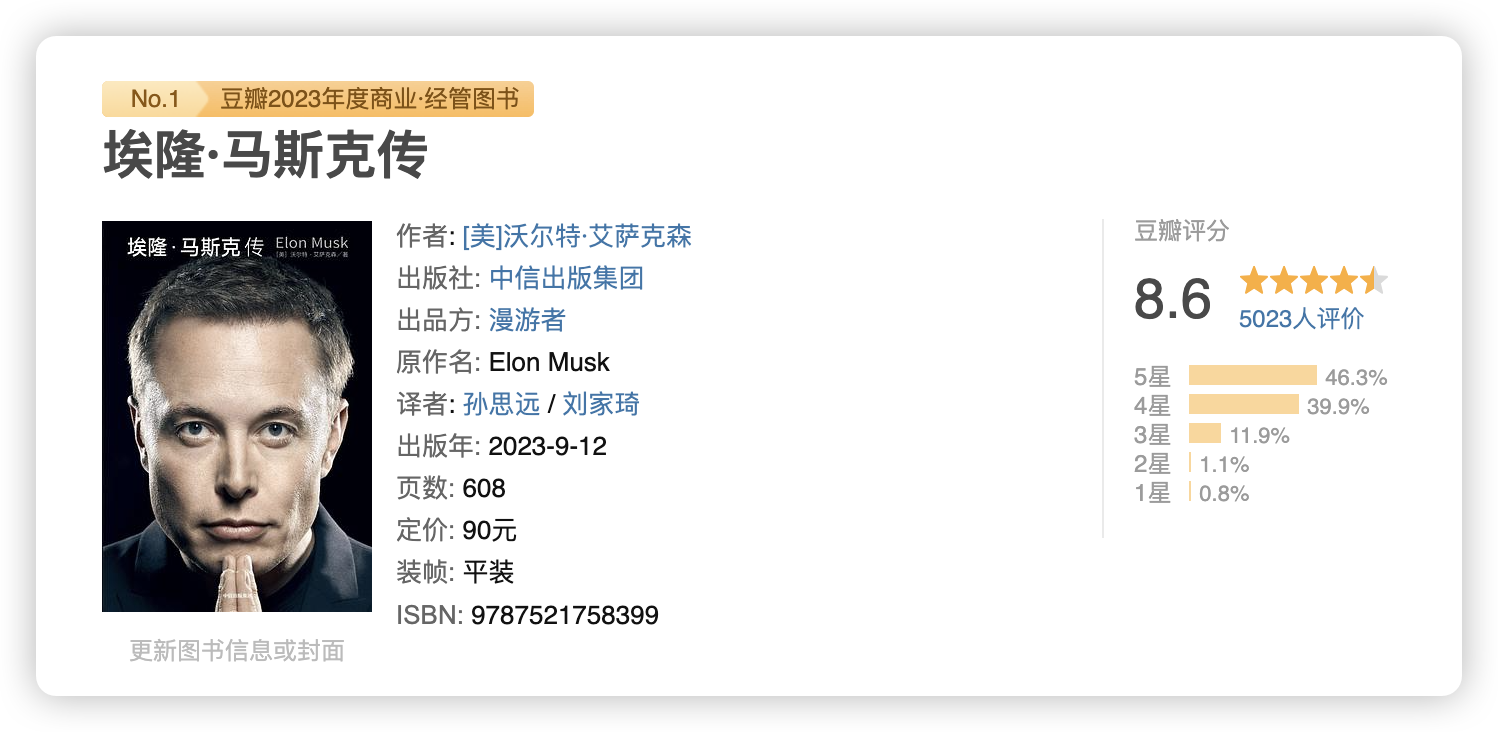 No.1 豆瓣2023年度商业·经管图书
埃隆·马斯克传
埃隆·马斯克传 Elon Musk
[美] 沃尔特·艾萨克森／著
中信出版集团
更新图书信息或封面
作者: [美]沃尔特·艾萨克森
出版社: 中信出版集团
出品方: 漫游者
原作名: Elon Musk
译者: 孙思远 / 刘家琦
出版年: 2023-9-12
页数: 608
定价: 90元
装帧: 平装
ISBN: 9787521758399
豆瓣评分
8.6
5023人评价
5星 46.3%
4星 39.9%
3星 11.9%
2星 1.1%
1星 0.8%